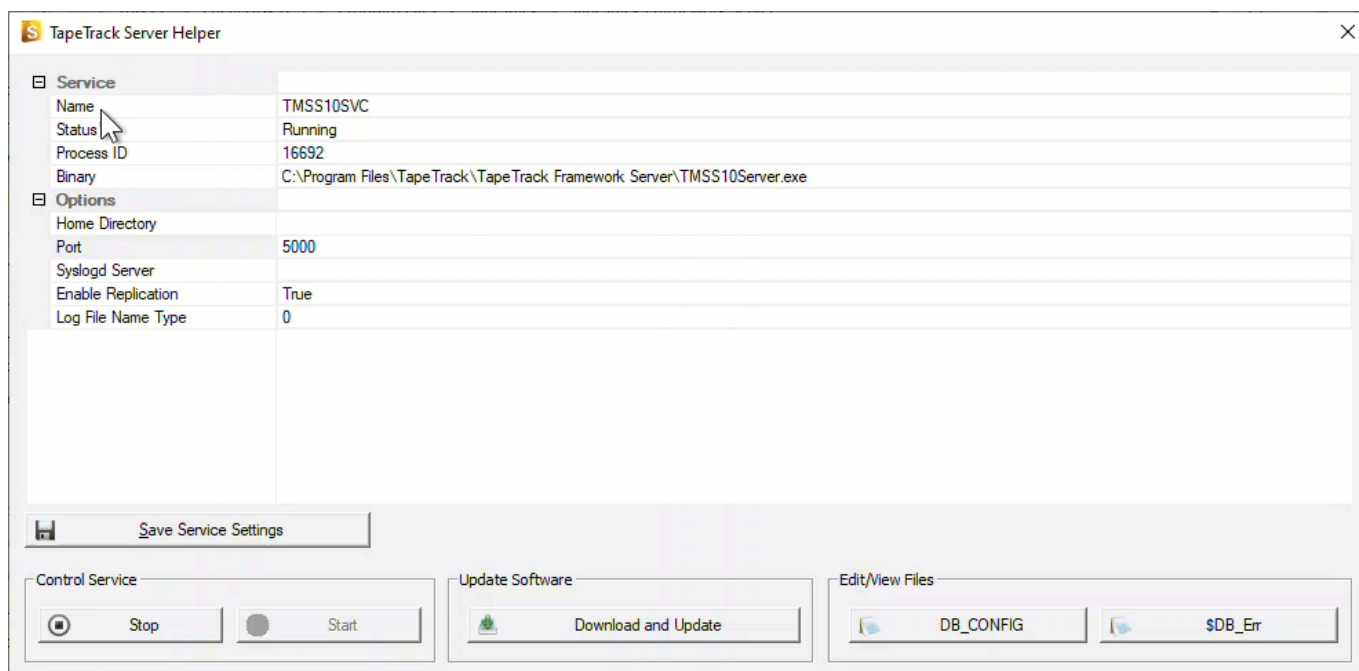 TapeTrack Server Helper
Service
Name TMSS10SVC
Status Running
Process ID 16692
Binary C:\Program Files\TapeTrack\TapeTrack Framework Server\TMSS10Server.exe
Options
Home Directory
Port 5000
Syslogd Server
Enable Replication True
Log File Name Type 0
Save Service Settings
Control Service Update Software Edit/View Files
Stop Start Download and Update DB_CONFIG $DB_Err